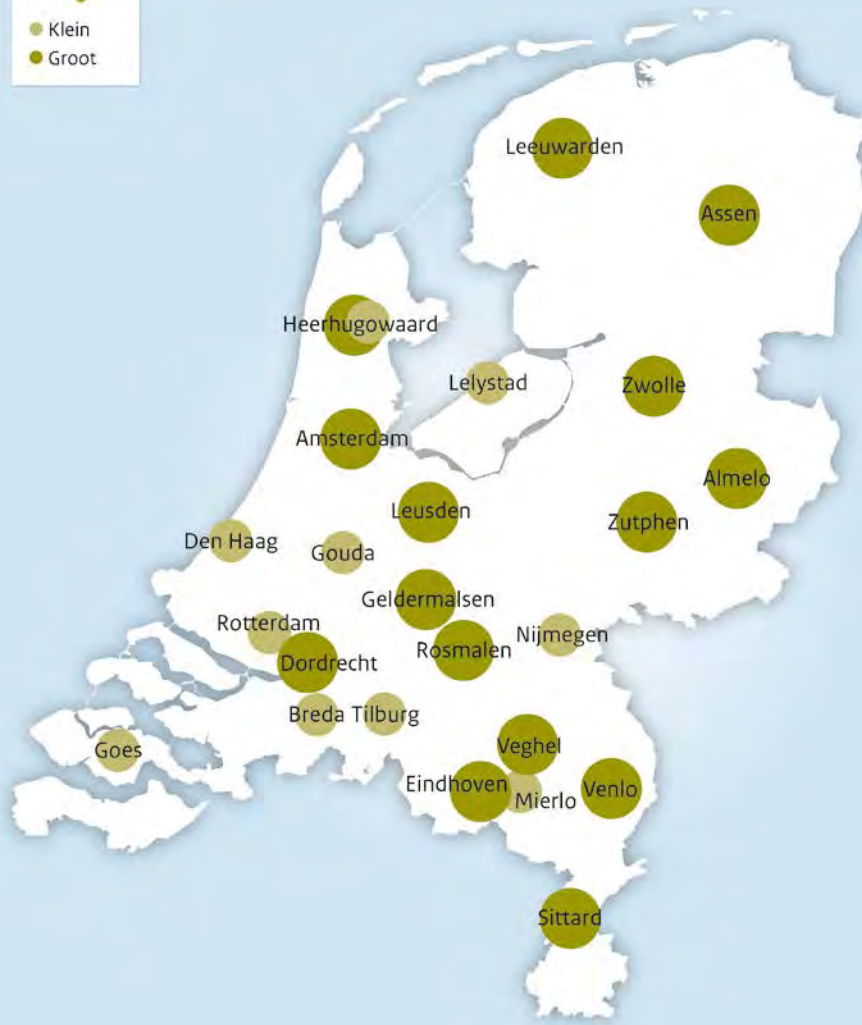 Klein
Groot
Leeuwarden
Assen
Heerhugowaard
Lelystad
Zwolle
Amsterdam
Almelo
Leusden
Zutphen
Den Haag
Gouda
Geldermalsen
Rotterdam
Nijmegen
Rosmalen
Dordrecht
Breda Tilburg
Goes
Veghel
Eindhoven
Mierlo
Venlo
Sittard